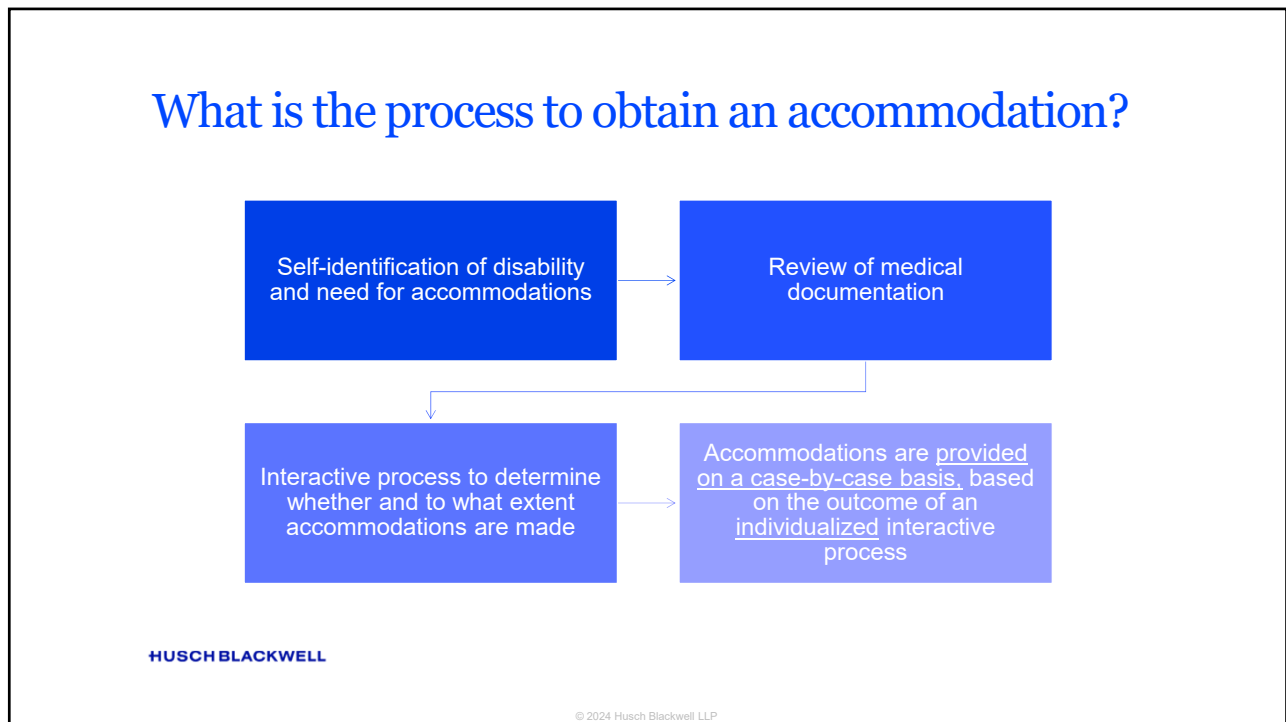 What is the process to obtain an accommodation?
Self-identification of disability
and need for accommodations
Review of medical
documentation
Interactive process to determine
whether and to what extent
accommodations are made
Accommodations are provided
on a case-by-case basis, based
on the outcome of an
individualized interactive
process
HUSCH BLACKWELL
© 2024 Husch Blackwell LLP